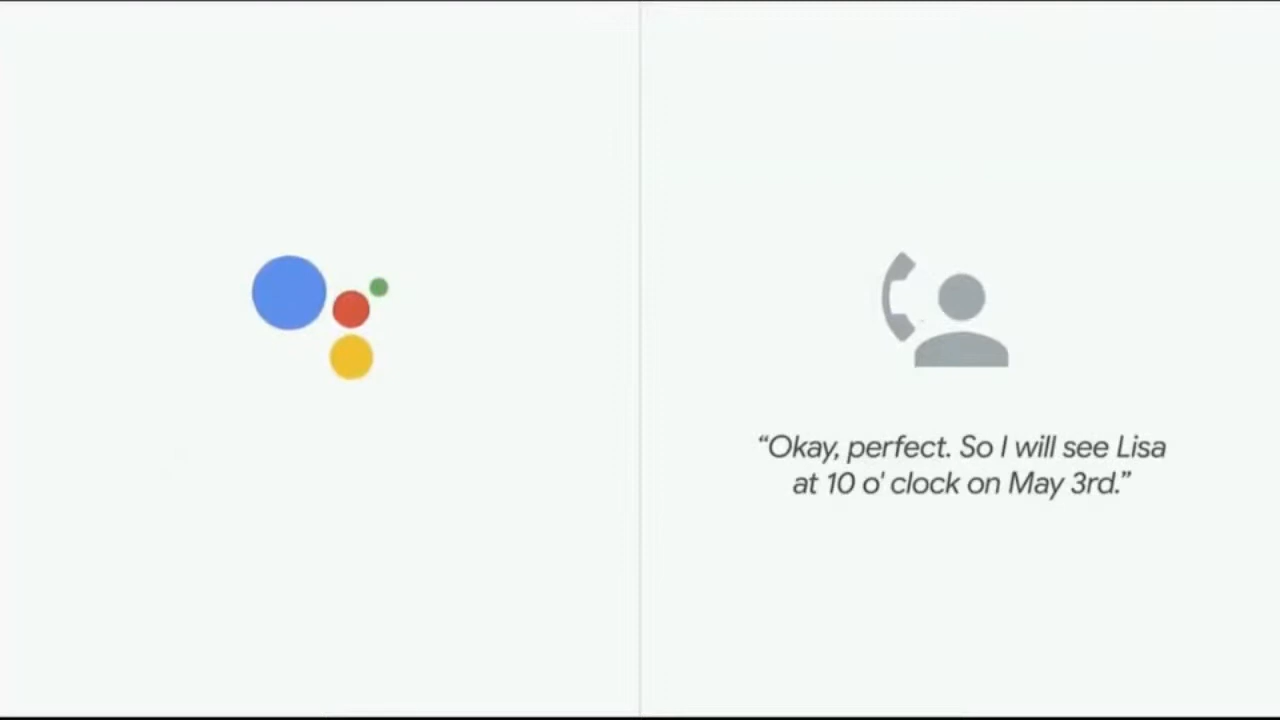 “Okay, perfect. So I will see Lisa
at 10 o' clock on May 3rd.”